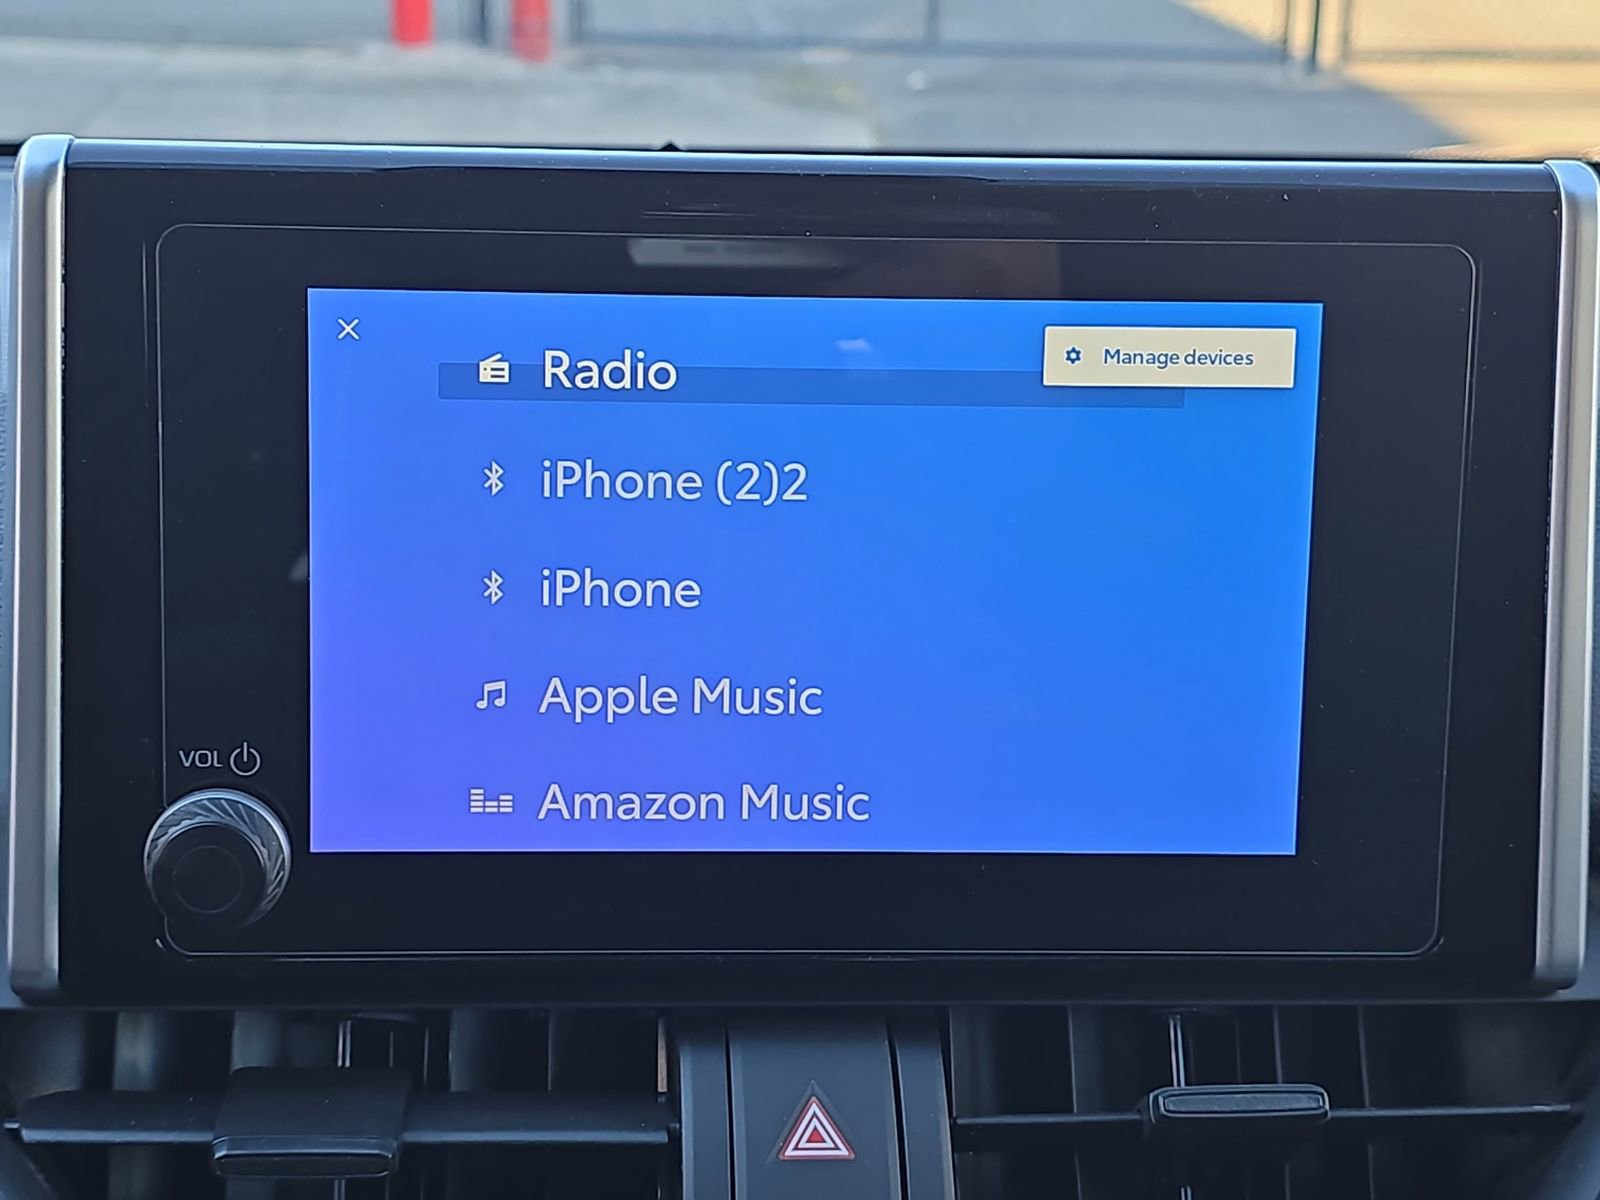 Radio
Manage devices
iPhone (2)2
iPhone
Apple Music
VOL
Amazon Music